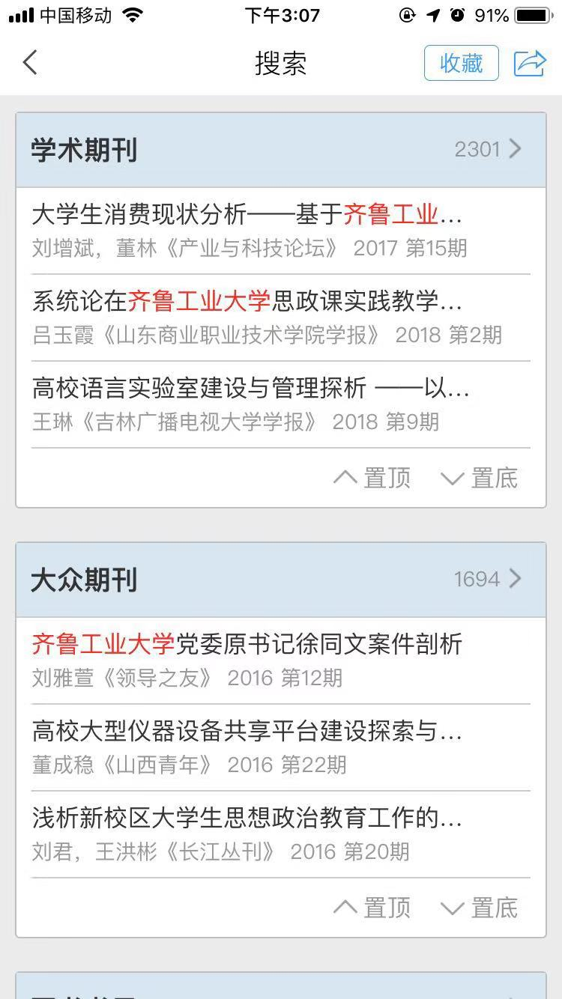 中国移动 下午3:07 91%
搜索 收藏
学术期刊 2301
大学生消费现状分析——基于齐鲁工业...
刘增斌，董林《产业与科技论坛》 2017 第15期
系统论在齐鲁工业大学思政课实践教学...
吕玉霞《山东商业职业技术学院学报》 2018 第2期
高校语言实验室建设与管理探析 ——以...
王琳《吉林广播电视大学学报》 2018 第9期
置顶 置底
大众期刊 1694
齐鲁工业大学党委原书记徐同文案件剖析
刘雅萱《领导之友》 2016 第12期
高校大型仪器设备共享平台建设探索与...
董成稳《山西青年》 2016 第22期
浅析新校区大学生思想政治教育工作的...
刘君，王洪彬《长江丛刊》 2016 第20期
置顶 置底